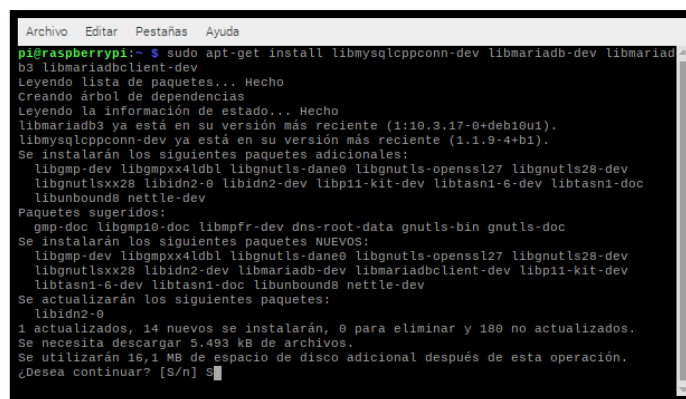 Archivo Editar Pestañas Ayuda
pi@raspberrypi:~ $ sudo apt-get install libmysqlcppconn-dev libmariadb-dev libmariad
b3 libmariadbclient-dev
Leyendo lista de paquetes... Hecho
Creando árbol de dependencias
Leyendo la información de estado... Hecho
libmariadb3 ya está en su versión más reciente (1:10.3.17-0+deb10u1).
libmysqlcppconn-dev ya está en su versión más reciente (1.1.9-4+b1).
Se instalarán los siguientes paquetes adicionales:
libgmp-dev libgmpxx4ldbl libgnutls-dane0 libgnutls-openssl27 libgnutls28-dev
libgnutlsxx28 libidn2-0 libidn2-dev libp11-kit-dev libtasn1-6-dev libtasn1-doc
libunbound8 nettle-dev
Paquetes sugeridos:
gmp-doc libgmp10-doc libmpfr-dev dns-root-data gnutls-bin gnutls-doc
Se instalarán los siguientes paquetes NUEVOS:
libgmp-dev libgmpxx4ldbl libgnutls-dane0 libgnutls-openssl27 libgnutls28-dev
libgnutlsxx28 libidn2-dev libmariadb-dev libmariadbclient-dev libp11-kit-dev
libtasn1-6-dev libtasn1-doc libunbound8 nettle-dev
Se actualizarán los siguientes paquetes:
libidn2-0
1 actualizados, 14 nuevos se instalarán, 0 para eliminar y 180 no actualizados.
Se necesita descargar 5.493 kB de archivos.
Se utilizarán 16,1 MB de espacio de disco adicional después de esta operación.
¿Desea continuar? [S/n] S